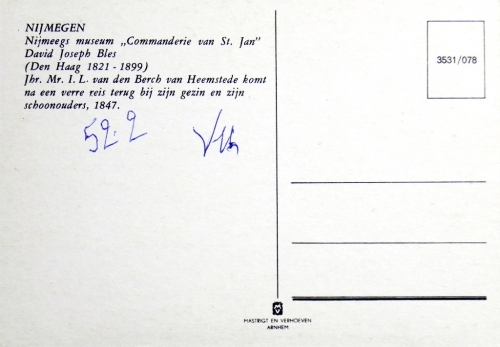 NIJMEGEN
Nijmeegs museum „Commanderie van St. Jan"
David Joseph Bles
(Den Haag 1821 - 1899)
Jhr. Mr. I. L. van den Berch van Heemstede komt
na een verre reis terug bij zijn gezin en zijn
schoonouders, 1847.
52.2
3531/078
MASTRIGT EN VERHOEVEN
ARNHEM